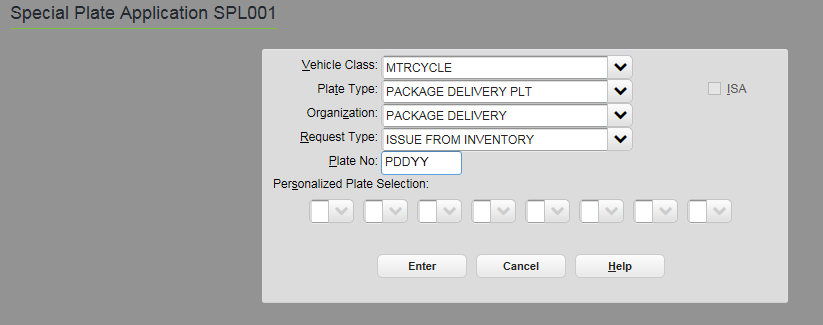 Special Plate Application SPL001
Vehicle Class: MTRCYCLE
Plate Type: PACKAGE DELIVERY PLT ISA
Organization: PACKAGE DELIVERY
Request Type: ISSUE FROM INVENTORY
Plate No: PDDYY
Personalized Plate Selection:
Enter Cancel Help